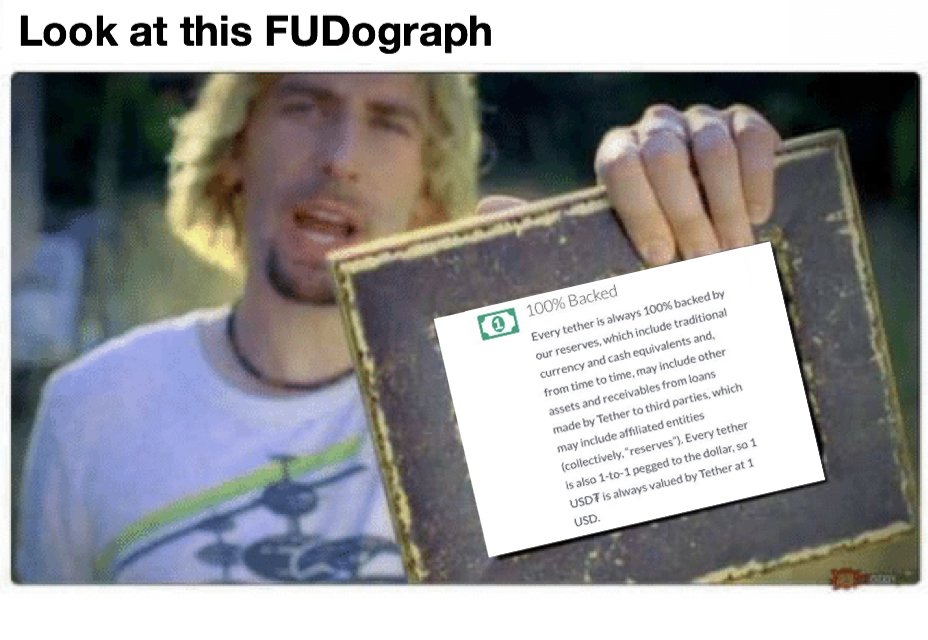 Look at this FUDograph
100% Backed
1
Every tether is always 100% backed by
our reserves, which include traditional
currency and cash equivalents and,
from time to time, may include other
assets and receivables from loans
made by Tether to third parties, which
may include affiliated entities
(collectively, “reserves”). Every tether
is also 1-to-1 pegged to the dollar, so 1
USD₮ is always valued by Tether at 1
USD.